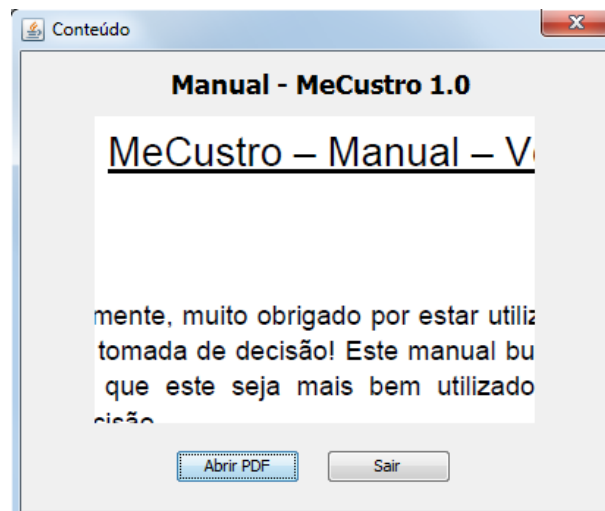 Conteúdo
Manual - MeCustro 1.0
MeCustro – Manual – V
mente, muito obrigado por estar utiliz
tomada de decisão! Este manual bu
que este seja mais bem utilizado
cisão
Abrir PDF
Sair